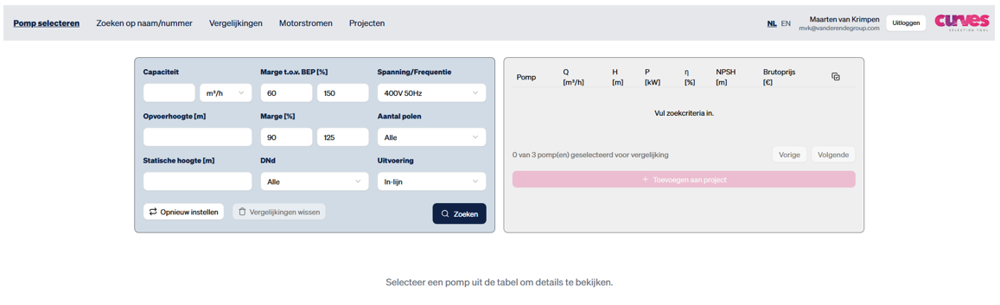 Pomp selecteren Zoeken op naam/nummer Vergelijkingen Motorstromen Projecten NL EN Maarten van Krimpen mvk@vanderendegroup.com Uitloggen curves SELECTION TOOL
Capaciteit Marge t.o.v. BEP [%] Spanning/Frequentie
m³/h 60 150 400V 50Hz
Opvoerhoogte [m] Marge [%] Aantal polen
90 125 Alle
Statische hoogte [m] DNd Uitvoering
Alle In-lijn
Opnieuw instellen Vergelijkingen wissen Zoeken
Pomp Q [m³/h] H [m] P [kW] η [%] NPSH [m] Brutoprijs [€]
Vul zoekcriteria in.
0 van 3 pomp(en) geselecteerd voor vergelijking Vorige Volgende
+ Toevoegen aan project
Selecteer een pomp uit de tabel om details te bekijken.